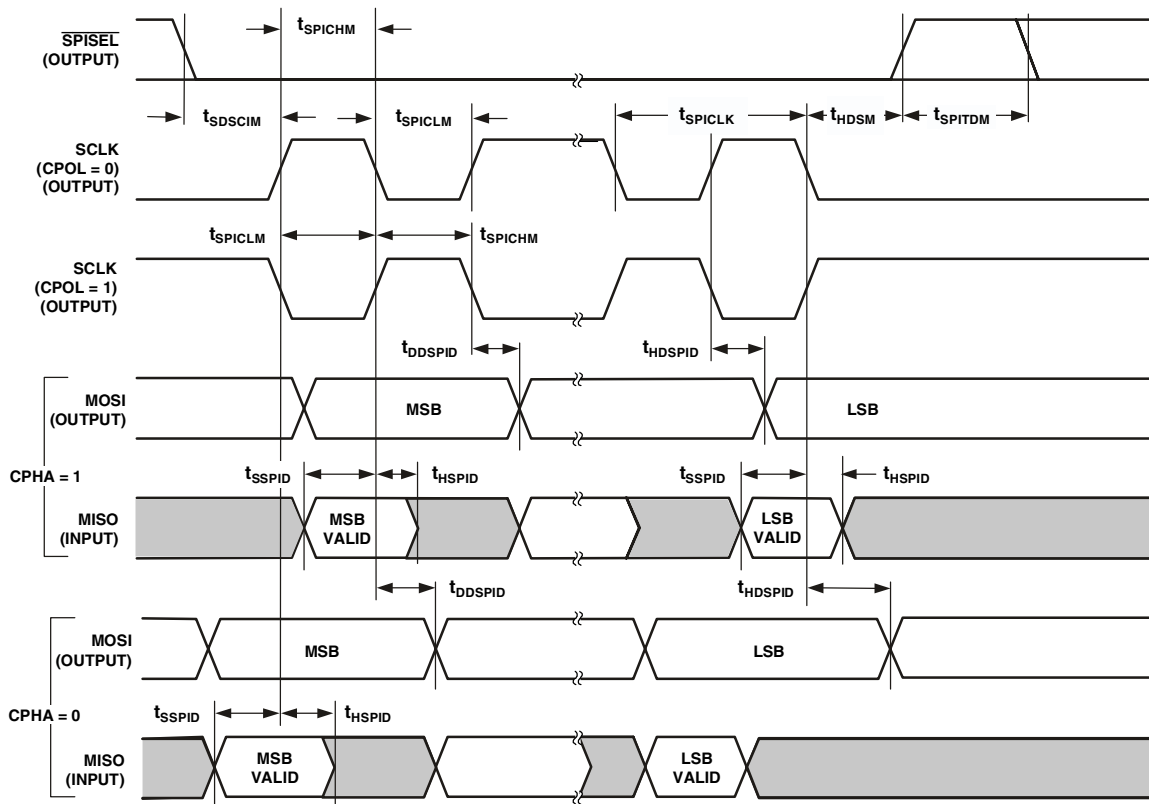 tSPICHM
SPISEL
(OUTPUT)
tSDSCIM
tSPICLM
tSPICLK
tHDSM
tSPITDM
SCLK
(CPOL = 0)
(OUTPUT)
tSPICLM
tSPICHM
SCLK
(CPOL = 1)
(OUTPUT)
tDDSPID
tHDSPID
MOSI
(OUTPUT)
MSB
LSB
CPHA = 1
tSSPID
tHSPID
tSSPID
tHSPID
MISO
(INPUT)
MSB
VALID
LSB
VALID
tDDSPID
tHDSPID
MOSI
(OUTPUT)
MSB
LSB
CPHA = 0
tSSPID
tHSPID
MISO
(INPUT)
MSB
VALID
LSB
VALID